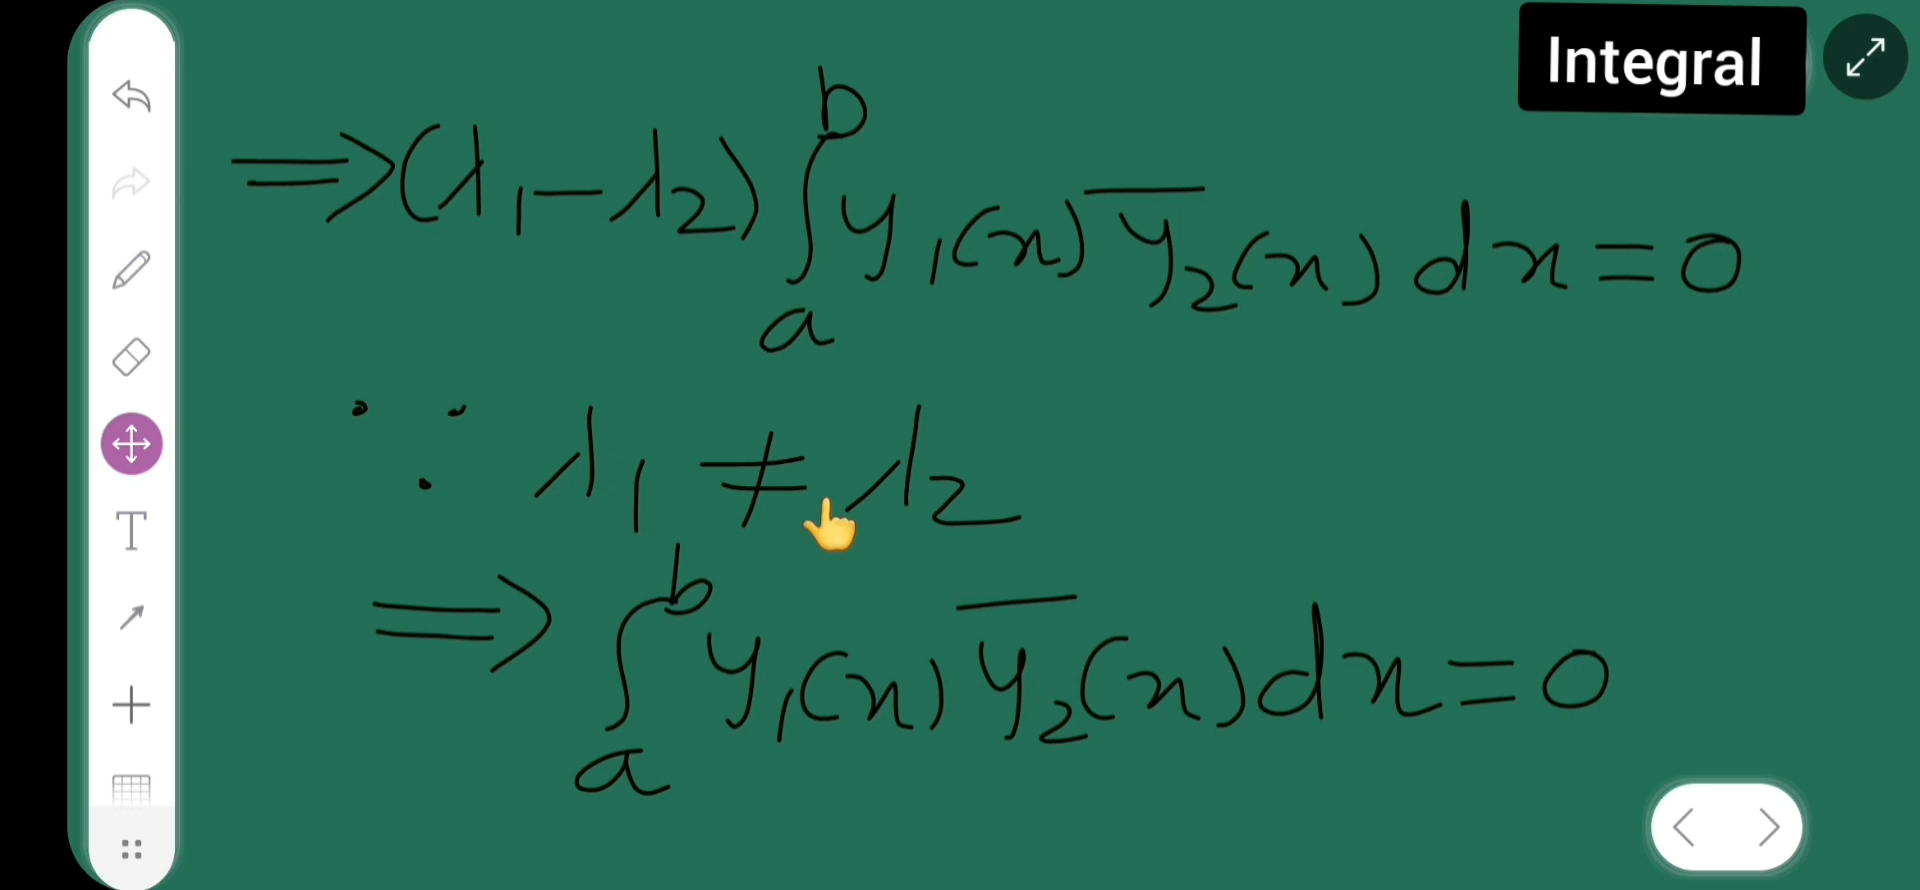 Integral
⟹(λ₁-λ₂) ∫ₐᵇ y₁(x) y̅₂(x) dx = 0
∵ λ₁ ≠ λ₂
⟹ ∫ₐᵇ y₁(x) y̅₂(x) dx = 0
T